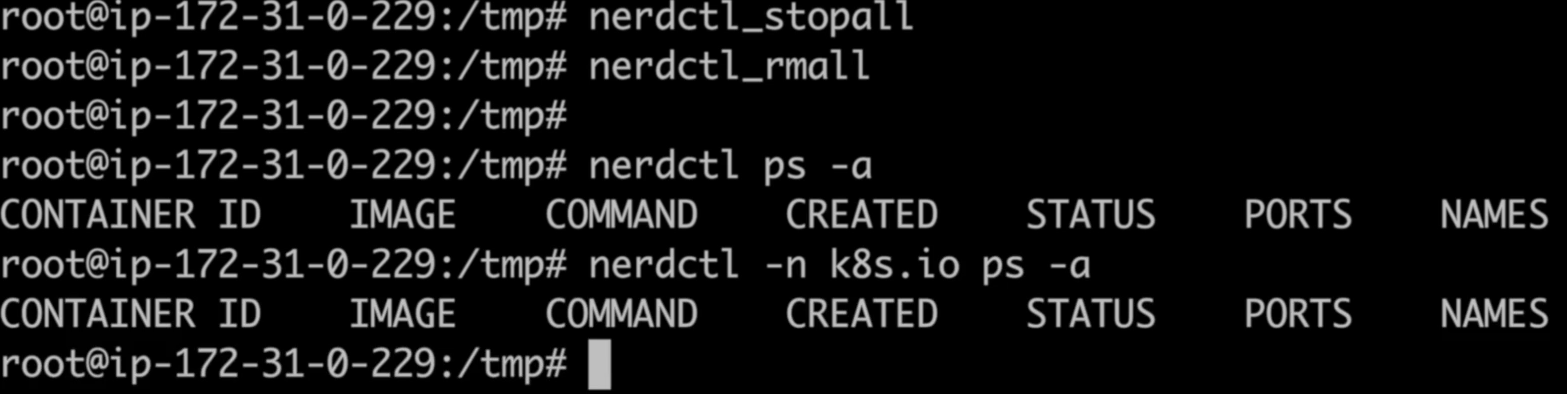 root@ip-172-31-0-229:/tmp# nerdctl_stopall
root@ip-172-31-0-229:/tmp# nerdctl_rmall
root@ip-172-31-0-229:/tmp#
root@ip-172-31-0-229:/tmp# nerdctl ps -a
CONTAINER ID    IMAGE    COMMAND    CREATED    STATUS    PORTS    NAMES
root@ip-172-31-0-229:/tmp# nerdctl -n k8s.io ps -a
CONTAINER ID    IMAGE    COMMAND    CREATED    STATUS    PORTS    NAMES
root@ip-172-31-0-229:/tmp#